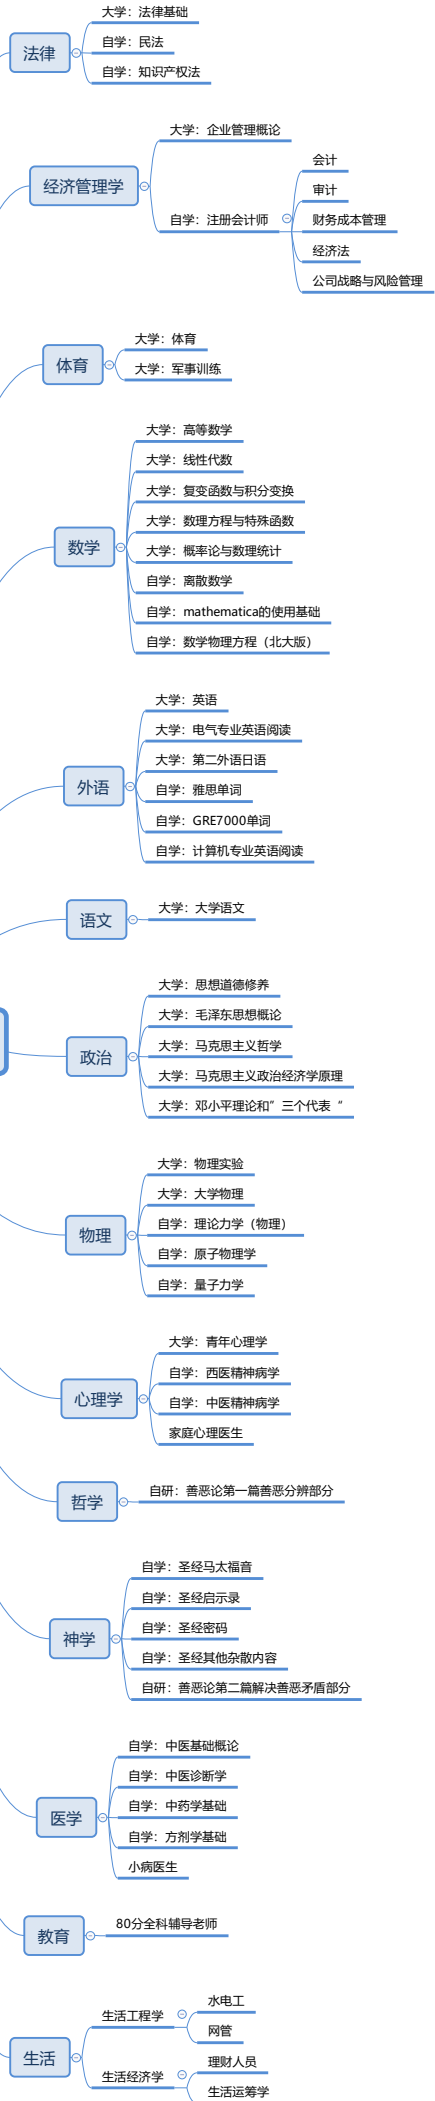 法律
大学：法律基础
自学：民法
自学：知识产权法
经济管理学
大学：企业管理概论
自学：注册会计师
会计
审计
财务成本管理
经济法
公司战略与风险管理
体育
大学：体育
大学：军事训练
数学
大学：高等数学
大学：线性代数
大学：复变函数与积分变换
大学：数理方程与特殊函数
大学：概率论与数理统计
自学：离散数学
自学：mathematica的使用基础
自学：数学物理方程（北大版）
外语
大学：英语
大学：电气专业英语阅读
大学：第二外语日语
自学：雅思单词
自学：GRE7000单词
自学：计算机专业英语阅读
语文
大学：大学语文
政治
大学：思想道德修养
大学：毛泽东思想概论
大学：马克思主义哲学
大学：马克思主义政治经济学原理
大学：邓小平理论和”三个代表“
物理
大学：物理实验
大学：大学物理
自学：理论力学（物理）
自学：原子物理学
自学：量子力学
心理学
大学：青年心理学
自学：西医精神病学
自学：中医精神病学
家庭心理医生
哲学
自研：善恶论第一篇善恶分辨部分
神学
自学：圣经马太福音
自学：圣经启示录
自学：圣经密码
自学：圣经其他杂散内容
自研：善恶论第二篇解决善恶矛盾部分
医学
自学：中医基础概论
自学：中医诊断学
自学：中药学基础
自学：方剂学基础
小病医生
教育
80分全科辅导老师
生活
生活工程学
水电工
网管
生活经济学
理财人员
生活运筹学